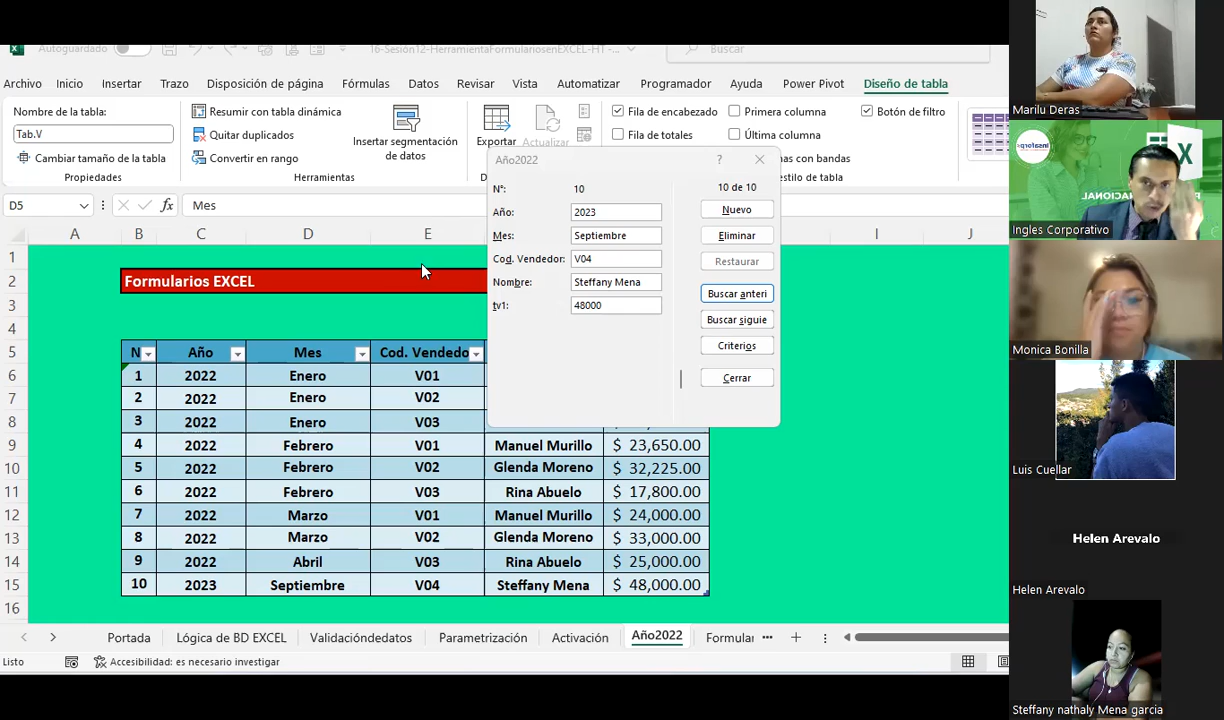 Autoguardado
16-Sesión12-HerramientaFormulariosenEXCEL-HT
Buscar
Archivo Inicio Insertar Trazo Disposición de página Fórmulas Datos Revisar Vista Automatizar Programador Ayuda Power Pivot Diseño de tabla
Nombre de la tabla:
Tab.V
Cambiar tamaño de la tabla
Propiedades
Resumir con tabla dinámica
Quitar duplicados
Convertir en rango
Insertar segmentación
de datos
Herramientas
Exportar Actualizar
Fila de encabezado
Fila de totales
Primera columna
Última columna
Botón de filtro
as con bandas
stilo de tabla
D5
fx
Mes
A B C D E I J
1
2 Formularios EXCEL
3
4
5 N Año Mes Cod. Vendedo
6 1 2022 Enero V01
7 2 2022 Enero V02
8 3 2022 Enero V03
9 4 2022 Febrero V01 Manuel Murillo $ 23,650.00
10 5 2022 Febrero V02 Glenda Moreno $ 32,225.00
11 6 2022 Febrero V03 Rina Abuelo $ 17,800.00
12 7 2022 Marzo V01 Manuel Murillo $ 24,000.00
13 8 2022 Marzo V02 Glenda Moreno $ 33,000.00
14 9 2022 Abril V03 Rina Abuelo $ 25,000.00
15 10 2023 Septiembre V04 Steffany Mena $ 48,000.00
16
Año2022 ?
Nº: 10
Año: 2023
Mes: Septiembre
Cod. Vendedor: V04
Nombre: Steffany Mena
tv1: 48000
10 de 10
Nuevo
Eliminar
Restaurar
Buscar anteri
Buscar siguie
Criterios
Cerrar
Portada Lógica de BD EXCEL Validacióndedatos Parametrización Activación Año2022 Formular
Listo
Accesibilidad: es necesario investigar
Marilu Deras
Insaforp
Ingles Corporativo
Monica Bonilla
Luis Cuellar
Helen Arevalo
Helen Arevalo
Steffany nathaly Mena garcia